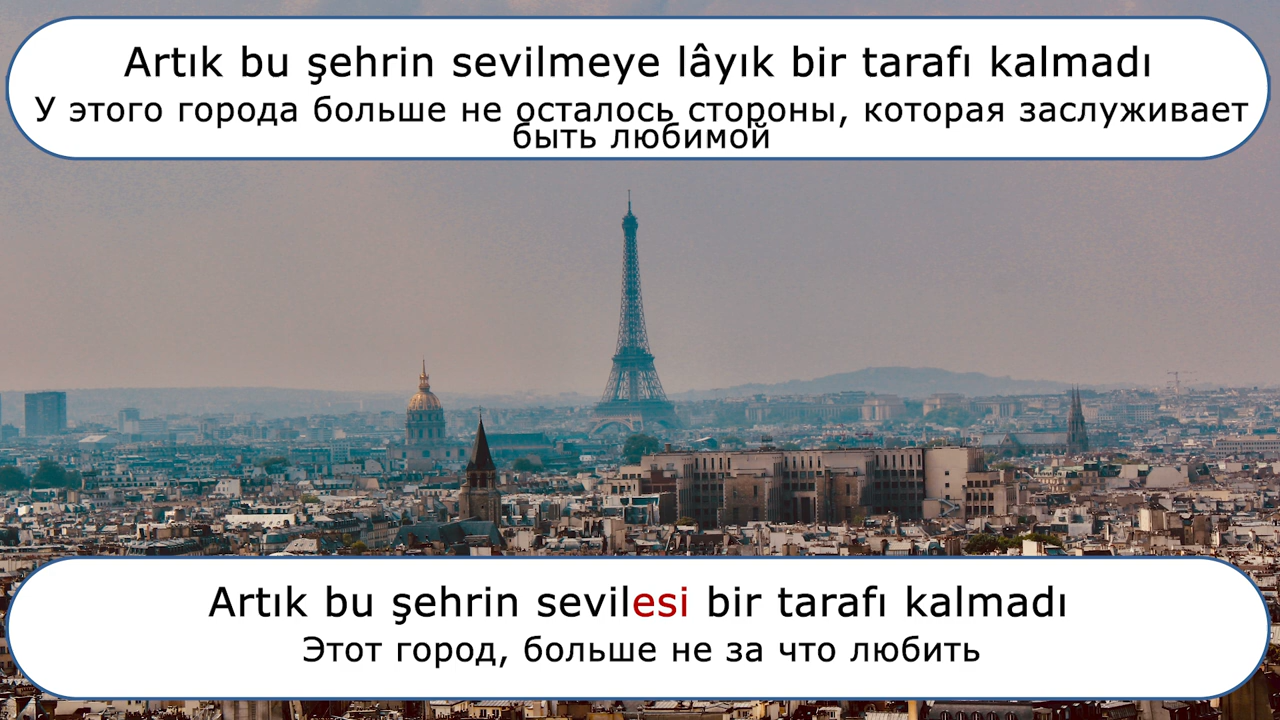 Artık bu şehrin sevilmeye lâyık bir tarafı kalmadı
У этого города больше не осталось стороны, которая заслуживает
быть любимой
Artık bu şehrin sevilesi bir tarafı kalmadı
Этот город, больше не за что любить